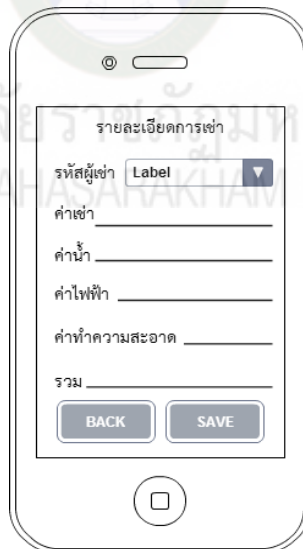 รายละเอียดการเช่า
รหัสผู้เช่า Label
ค่าเช่า
ค่าน้ำ
ค่าไฟฟ้า
ค่าทำความสะอาด
รวม
BACK SAVE